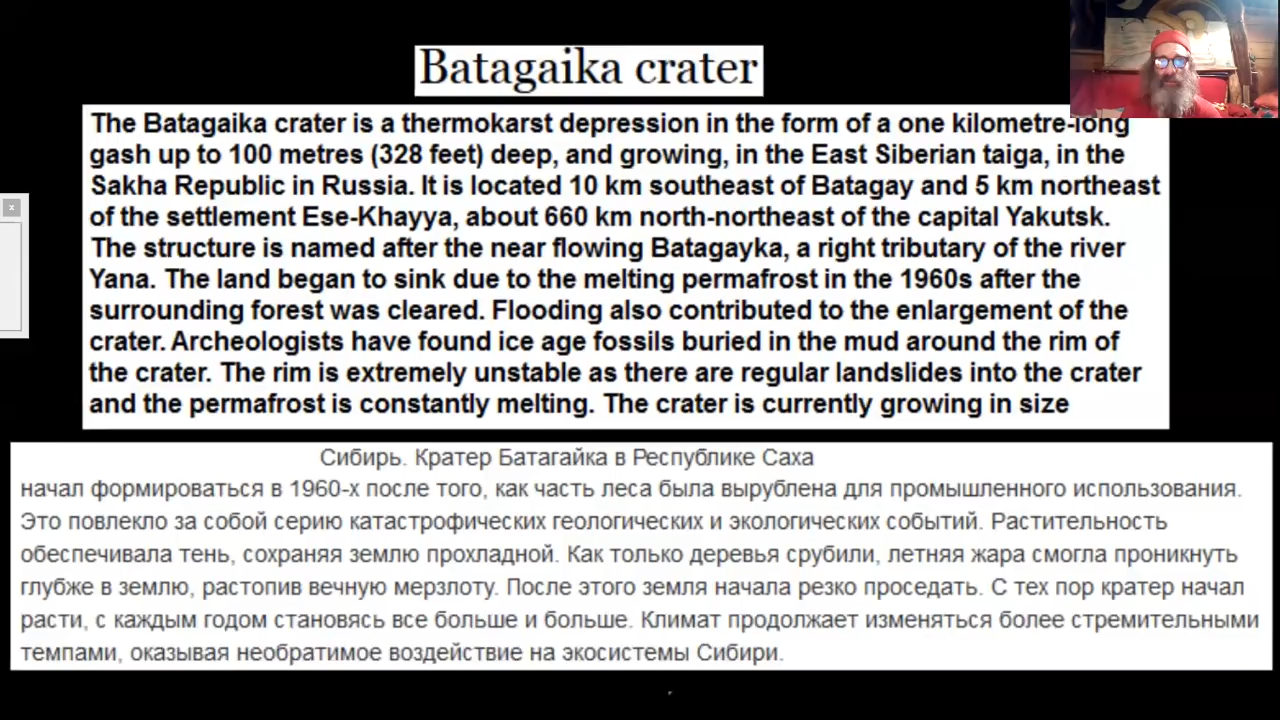 Batagaika crater
The Batagaika crater is a thermokarst depression in the form of a one kilometre-long
gash up to 100 metres (328 feet) deep, and growing, in the East Siberian taiga, in the
Sakha Republic in Russia. It is located 10 km southeast of Batagay and 5 km northeast
of the settlement Ese-Khayya, about 660 km north-northeast of the capital Yakutsk.
The structure is named after the near flowing Batagayka, a right tributary of the river
Yana. The land began to sink due to the melting permafrost in the 1960s after the
surrounding forest was cleared. Flooding also contributed to the enlargement of the
crater. Archeologists have found ice age fossils buried in the mud around the rim of
the crater. The rim is extremely unstable as there are regular landslides into the crater
and the permafrost is constantly melting. The crater is currently growing in size
Сибирь. Кратер Батагайка в Республике Саха
начал формироваться в 1960-х после того, как часть леса была вырублена для промышленного использования.
Это повлекло за собой серию катастрофических геологических и экологических событий. Растительность
обеспечивала тень, сохраняя землю прохладной. Как только деревья срубили, летняя жара смогла проникнуть
глубже в землю, растопив вечную мерзлоту. После этого земля начала резко проседать. С тех пор кратер начал
расти, с каждым годом становясь все больше и больше. Климат продолжает изменяться более стремительными
темпами, оказывая необратимое воздействие на экосистемы Сибири.